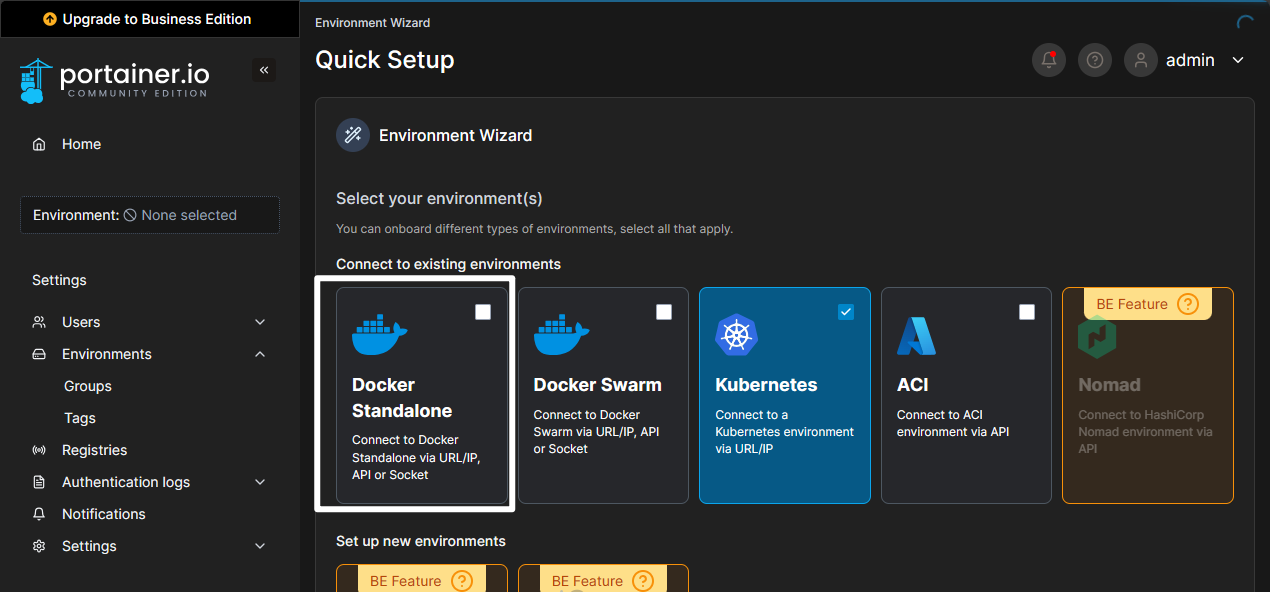 Upgrade to Business Edition
portainer.io
COMMUNITY EDITION
Home
Environment: None selected
Settings
Users
Environments
Groups
Tags
Registries
Authentication logs
Notifications
Settings
Environment Wizard
Quick Setup
admin
Environment Wizard
Select your environment(s)
You can onboard different types of environments, select all that apply.
Connect to existing environments
Docker
Standalone
Connect to Docker
Standalone via URL/IP,
API or Socket
Docker Swarm
Connect to Docker
Swarm via URL/IP, API
or Socket
Kubernetes
Connect to a
Kubernetes environment
via URL/IP
ACI
Connect to ACI
environment via API
BE Feature
Nomad
Connect to HashiCorp
Nomad environment via
API
Set up new environments
BE Feature
BE Feature